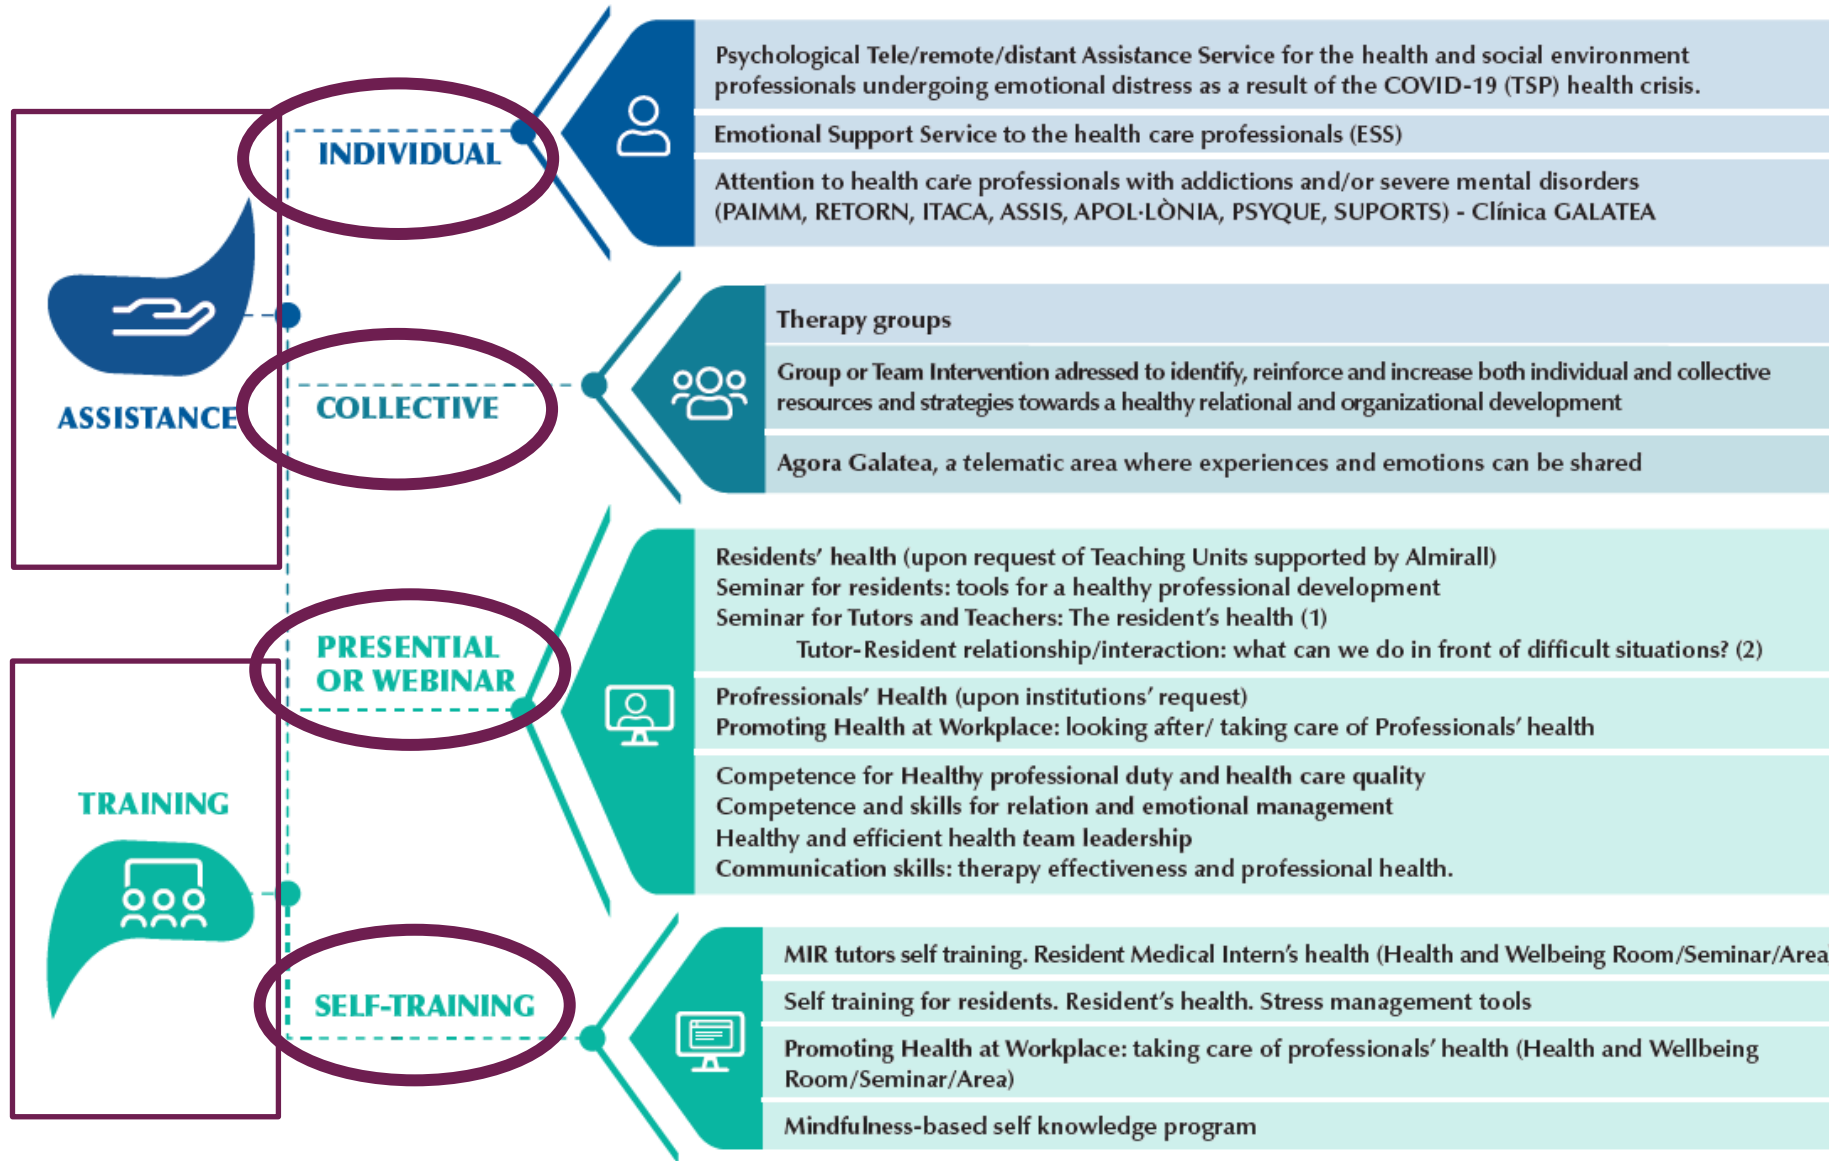 ASSISTANCE
INDIVIDUAL
Psychological Tele/remote/distant Assistance Service for the health and social environment
professionals undergoing emotional distress as a result of the COVID-19 (TSP) health crisis.
Emotional Support Service to the health care professionals (ESS)
Attention to health care professionals with addictions and/or severe mental disorders
(PAIMM, RETORN, ITACA, ASSIS, APOL·LÒNIA, PSYQUE, SUPORTS) - Clínica GALATEA
COLLECTIVE
Therapy groups
Group or Team Intervention adressed to identify, reinforce and increase both individual and collective
resources and strategies towards a healthy relational and organizational development
Agora Galatea, a telematic area where experiences and emotions can be shared
TRAINING
PRESENTIAL
OR WEBINAR
Residents' health (upon request of Teaching Units supported by Almirall)
Seminar for residents: tools for a healthy professional development
Seminar for Tutors and Teachers: The resident's health (1)
Tutor-Resident relationship/interaction: what can we do in front of difficult situations? (2)
Profressionals' Health (upon institutions' request)
Promoting Health at Workplace: looking after/ taking care of Professionals' health
Competence for Healthy professional duty and health care quality
Competence and skills for relation and emotional management
Healthy and efficient health team leadership
Communication skills: therapy effectiveness and professional health.
SELF-TRAINING
MIR tutors self training. Resident Medical Intern's health (Health and Welbeing Room/Seminar/Area)
Self training for residents. Resident's health. Stress management tools
Promoting Health at Workplace: taking care of professionals' health (Health and Wellbeing
Room/Seminar/Area)
Mindfulness-based self knowledge program